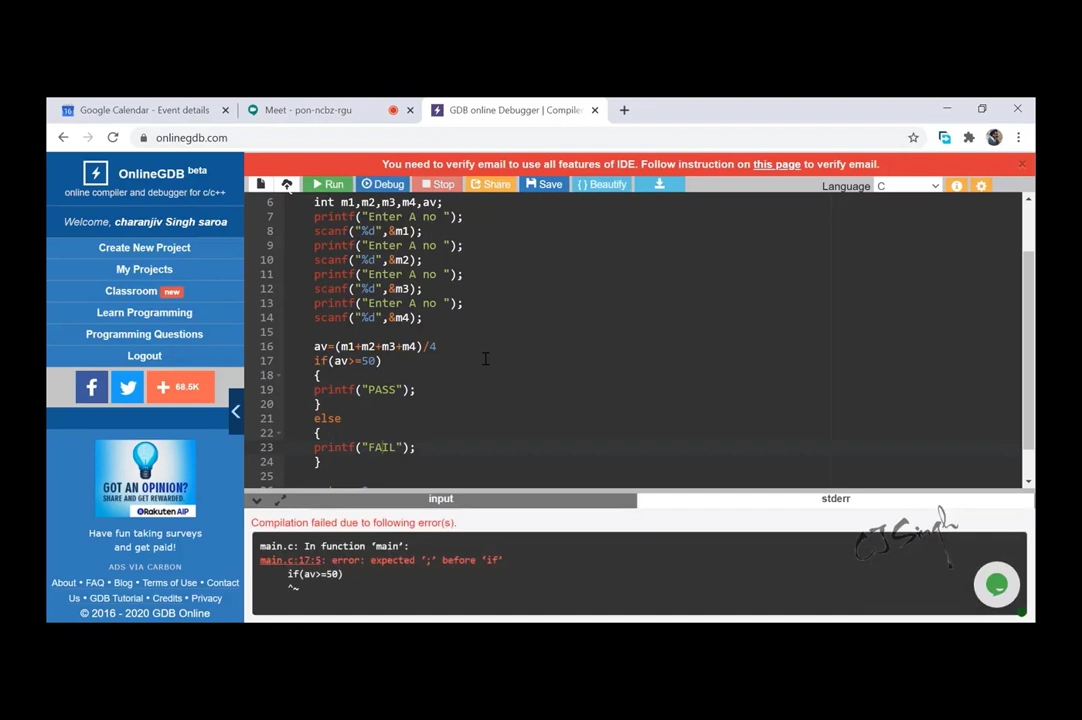 Google Calendar - Event details
Meet - pon-ncbz-rgu
GDB online Debugger | Compiler
onlinegdb.com
OnlineGDB beta
online compiler and debugger for c/c++
Welcome, charanjiv Singh saroa
Create New Project
My Projects
Classroom new
Learn Programming
Programming Questions
Logout
68.5K
GOT AN OPINION?
SHARE AND GET REWARDED.
Rakuten AIP
Have fun taking surveys
and get paid!
ADS VIA CARBON
About • FAQ • Blog • Terms of Use • Contact
Us • GDB Tutorial • Credits • Privacy
© 2016 - 2020 GDB Online
You need to verify email to use all features of IDE. Follow instruction on this page to verify email.
Run Debug Stop Share Save { } Beautify
Language C
6 int m1,m2,m3,m4,av;
7 printf("Enter A no ");
8 scanf("%d",&m1);
9 printf("Enter A no ");
10 scanf("%d",&m2);
11 printf("Enter A no ");
12 scanf("%d",&m3);
13 printf("Enter A no ");
14 scanf("%d",&m4);
15
16 av=(m1+m2+m3+m4)/4
17 if(av>=50)
18 {
19 printf("PASS");
20 }
21 else
22 {
23 printf("FAIL");
24 }
25
input stderr
Compilation failed due to following error(s).
main.c: In function ‘main’:
main.c:17:5: error: expected ‘;’ before ‘if’
if(av>=50)
^~
CJSingh